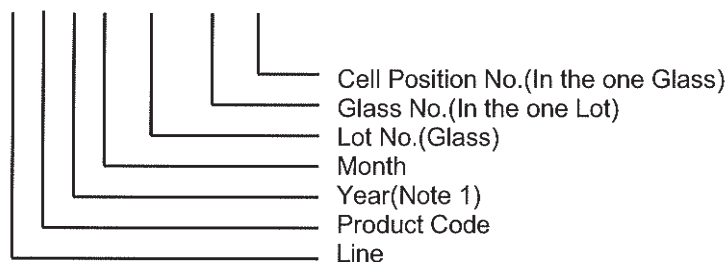 Cell Position No.(In the one Glass)
Glass No.(In the one Lot)
Lot No.(Glass)
Month
Year(Note 1)
Product Code
Line